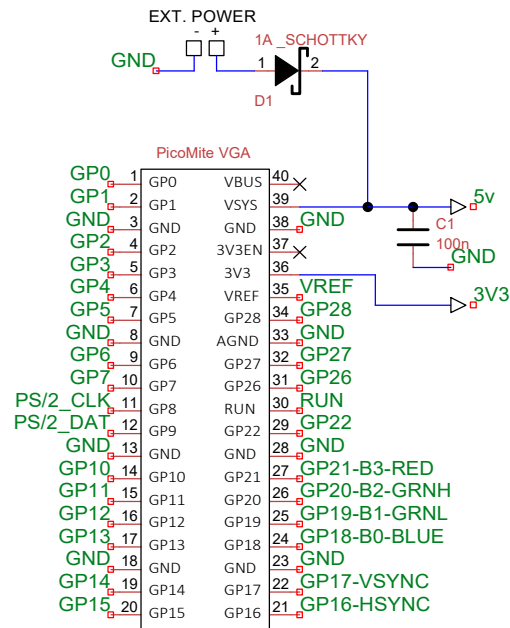 EXT. POWER
- +
GND 1 2 1A_SCHOTTKY
D1
PicoMite VGA
GP0 1 GP0 VBUS 40
GP1 2 GP1 VSYS 39 5v
GND 3 GND GND 38 GND C1
100n
GP2 4 GP2 3V3EN 37 GND
GP3 5 GP3 3V3 36
GP4 6 GP4 VREF 35 VREF 3V3
GP5 7 GP5 GP28 34 GP28
GND 8 GND AGND 33 GND
GP6 9 GP6 GP27 32 GP27
GP7 10 GP7 GP26 31 GP26
PS/2_CLK 11 GP8 RUN 30 RUN
PS/2_DAT 12 GP9 GP22 29 GP22
GND 13 GND GND 28 GND
GP10 14 GP10 GP21 27 GP21-B3-RED
GP11 15 GP11 GP20 26 GP20-B2-GRNH
GP12 16 GP12 GP19 25 GP19-B1-GRNL
GP13 17 GP13 GP18 24 GP18-B0-BLUE
GND 18 GND GND 23 GND
GP14 19 GP14 GP17 22 GP17-VSYNC
GP15 20 GP15 GP16 21 GP16-HSYNC